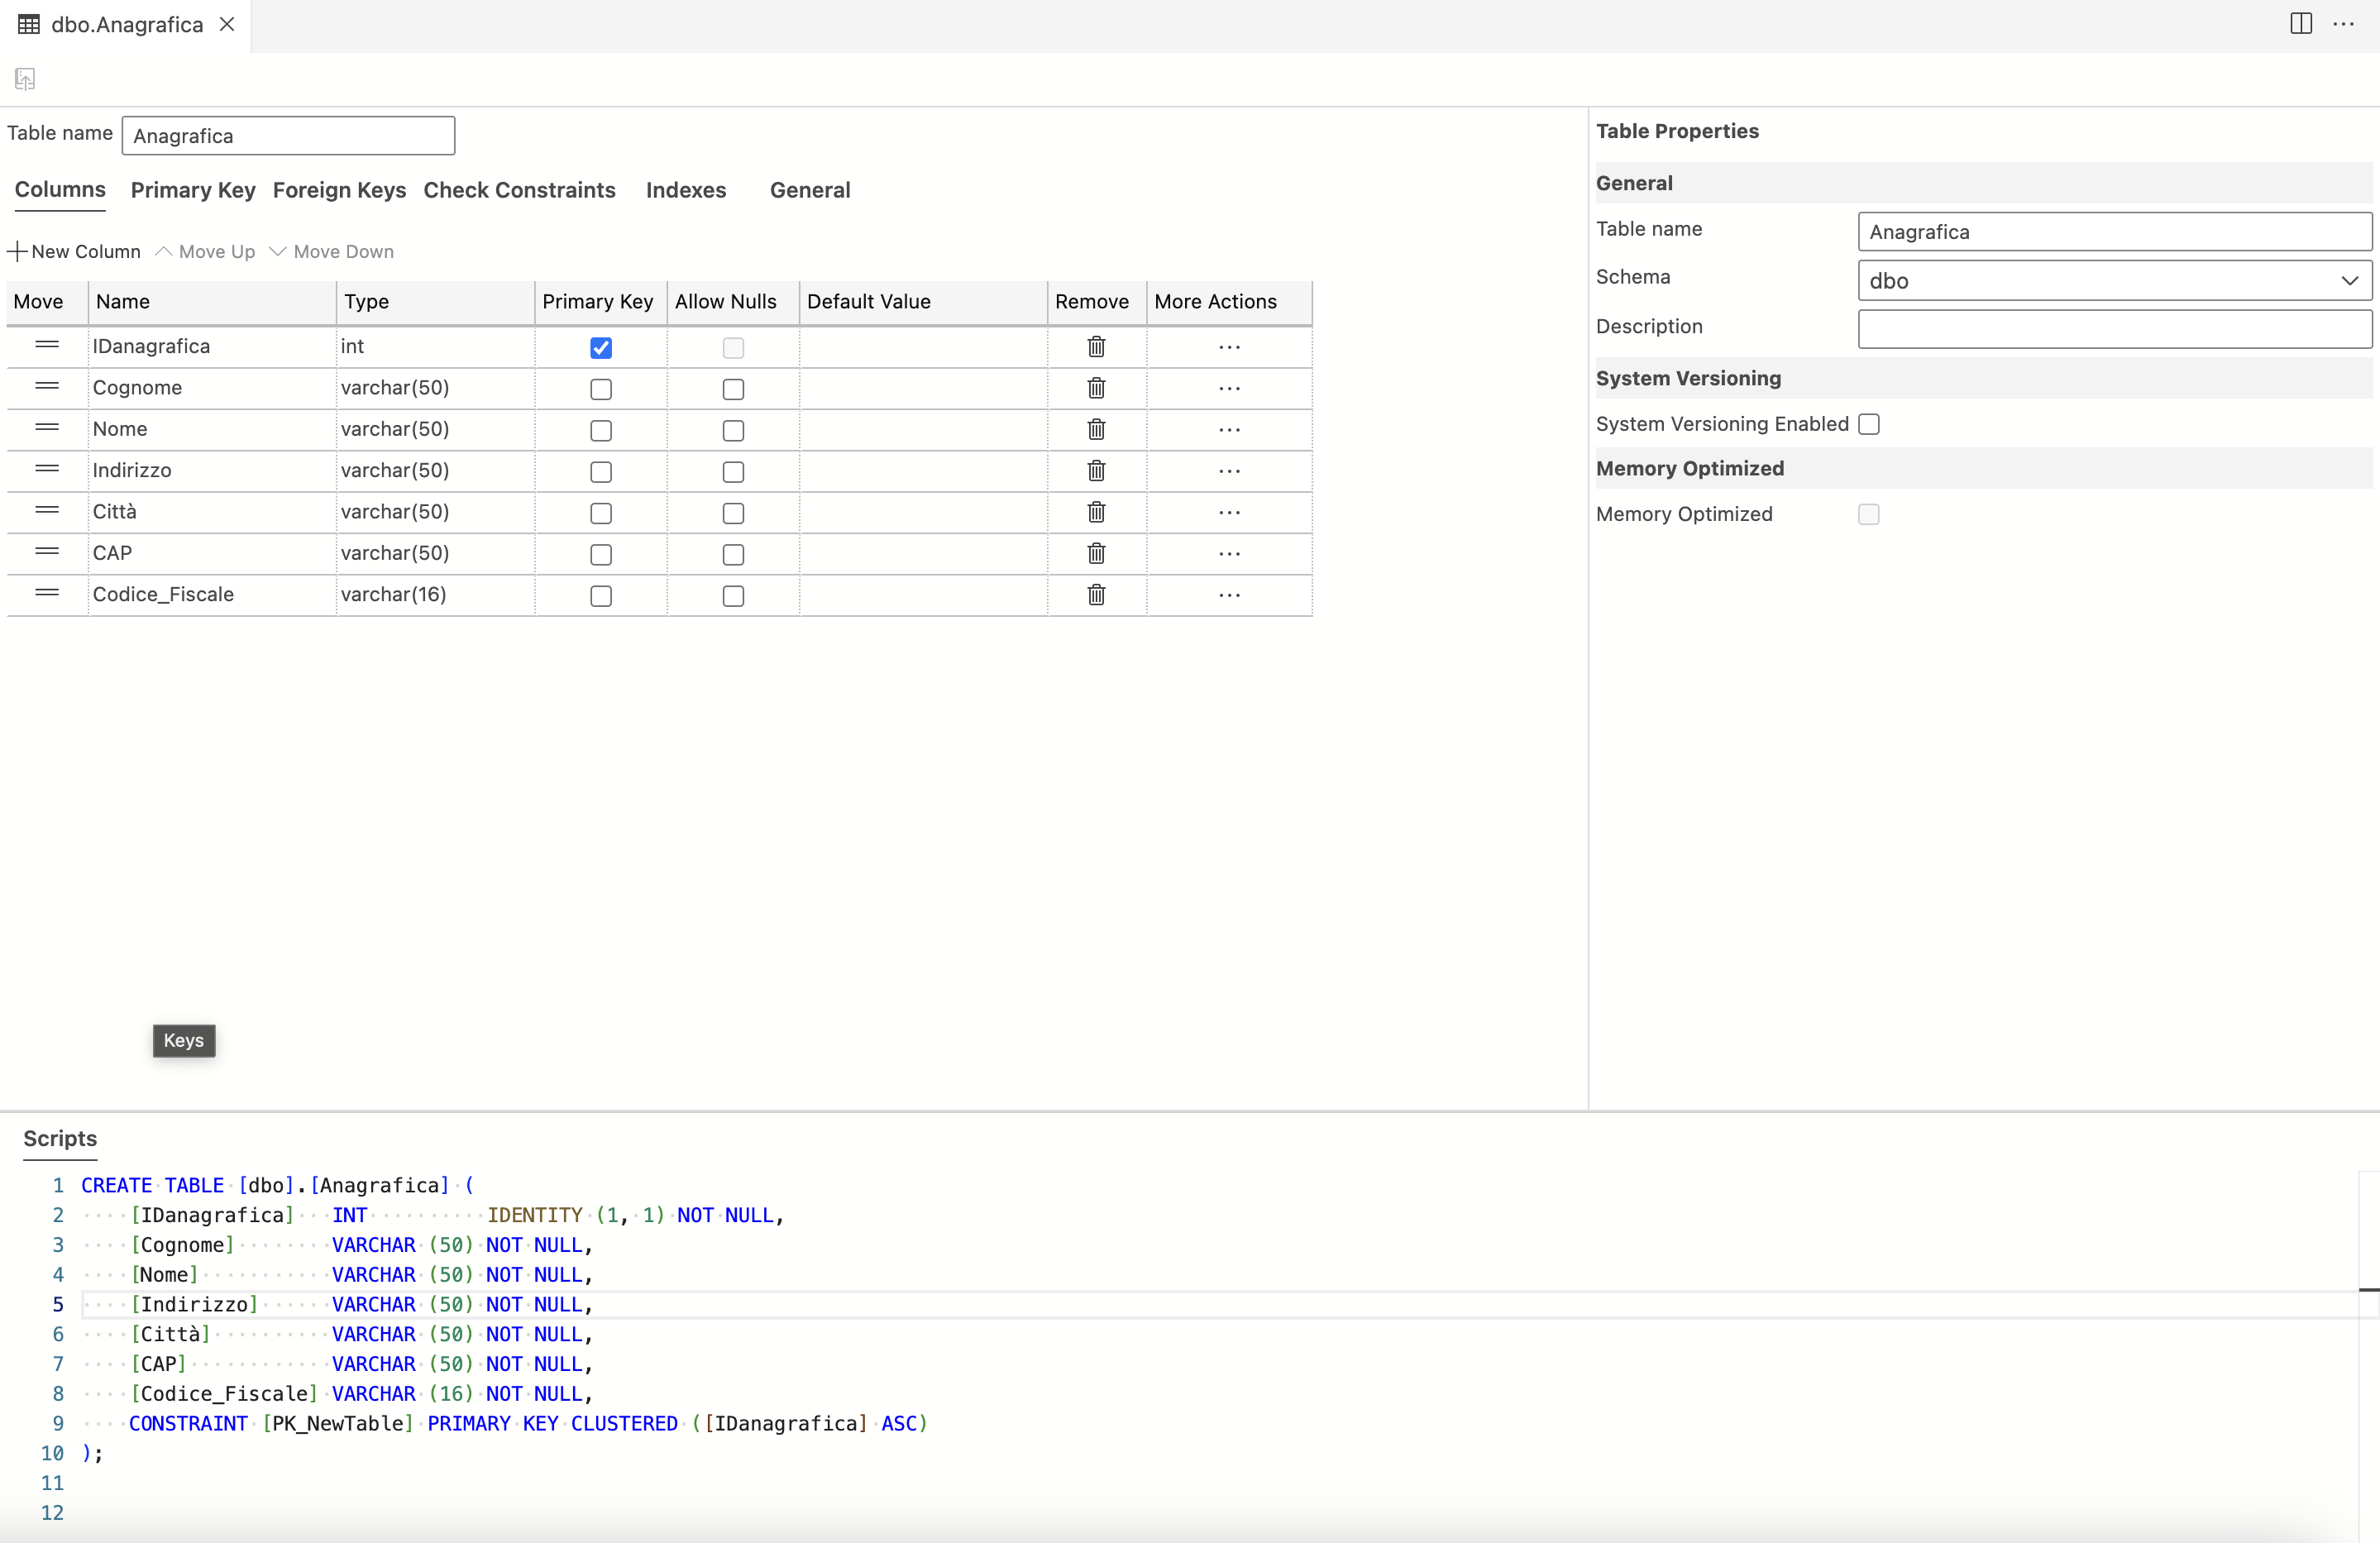 dbo.Anagrafica
Table name Anagrafica
Columns Primary Key Foreign Keys Check Constraints Indexes General
New Column Move Up Move Down
Move Name Type Primary Key Allow Nulls Default Value Remove More Actions
IDanagrafica int
Cognome varchar(50)
Nome varchar(50)
Indirizzo varchar(50)
Città varchar(50)
CAP varchar(50)
Codice_Fiscale varchar(16)
Keys
Table Properties
General
Table name Anagrafica
Schema dbo
Description
System Versioning
System Versioning Enabled
Memory Optimized
Memory Optimized
Scripts
1 CREATE TABLE [dbo].[Anagrafica] (
2 [IDanagrafica] INT IDENTITY (1, 1) NOT NULL,
3 [Cognome] VARCHAR (50) NOT NULL,
4 [Nome] VARCHAR (50) NOT NULL,
5 [Indirizzo] VARCHAR (50) NOT NULL,
6 [Città] VARCHAR (50) NOT NULL,
7 [CAP] VARCHAR (50) NOT NULL,
8 [Codice_Fiscale] VARCHAR (16) NOT NULL,
9 CONSTRAINT [PK_NewTable] PRIMARY KEY CLUSTERED ([IDanagrafica] ASC)
10 );
11
12